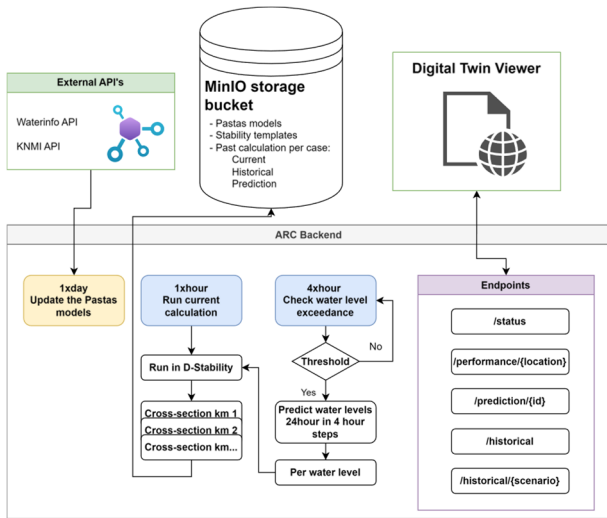 External API's
Waterinfo API
KNMI API
MinIO storage
bucket
- Pastas models
- Stability templates
- Past calculation per case:
Current
Historical
Prediction
Digital Twin Viewer
ARC Backend
1xday
Update the Pastas
models
1xhour
Run current
calculation
Run in D-Stability
Cross-section km 1
Cross-section km 2
Cross-section km...
4xhour
Check water level
exceedance
Threshold
No
Yes
Predict water levels
24hour in 4 hour
steps
Per water level
Endpoints
/status
/performance/{location}
/prediction/{id}
/historical
/historical/{scenario}